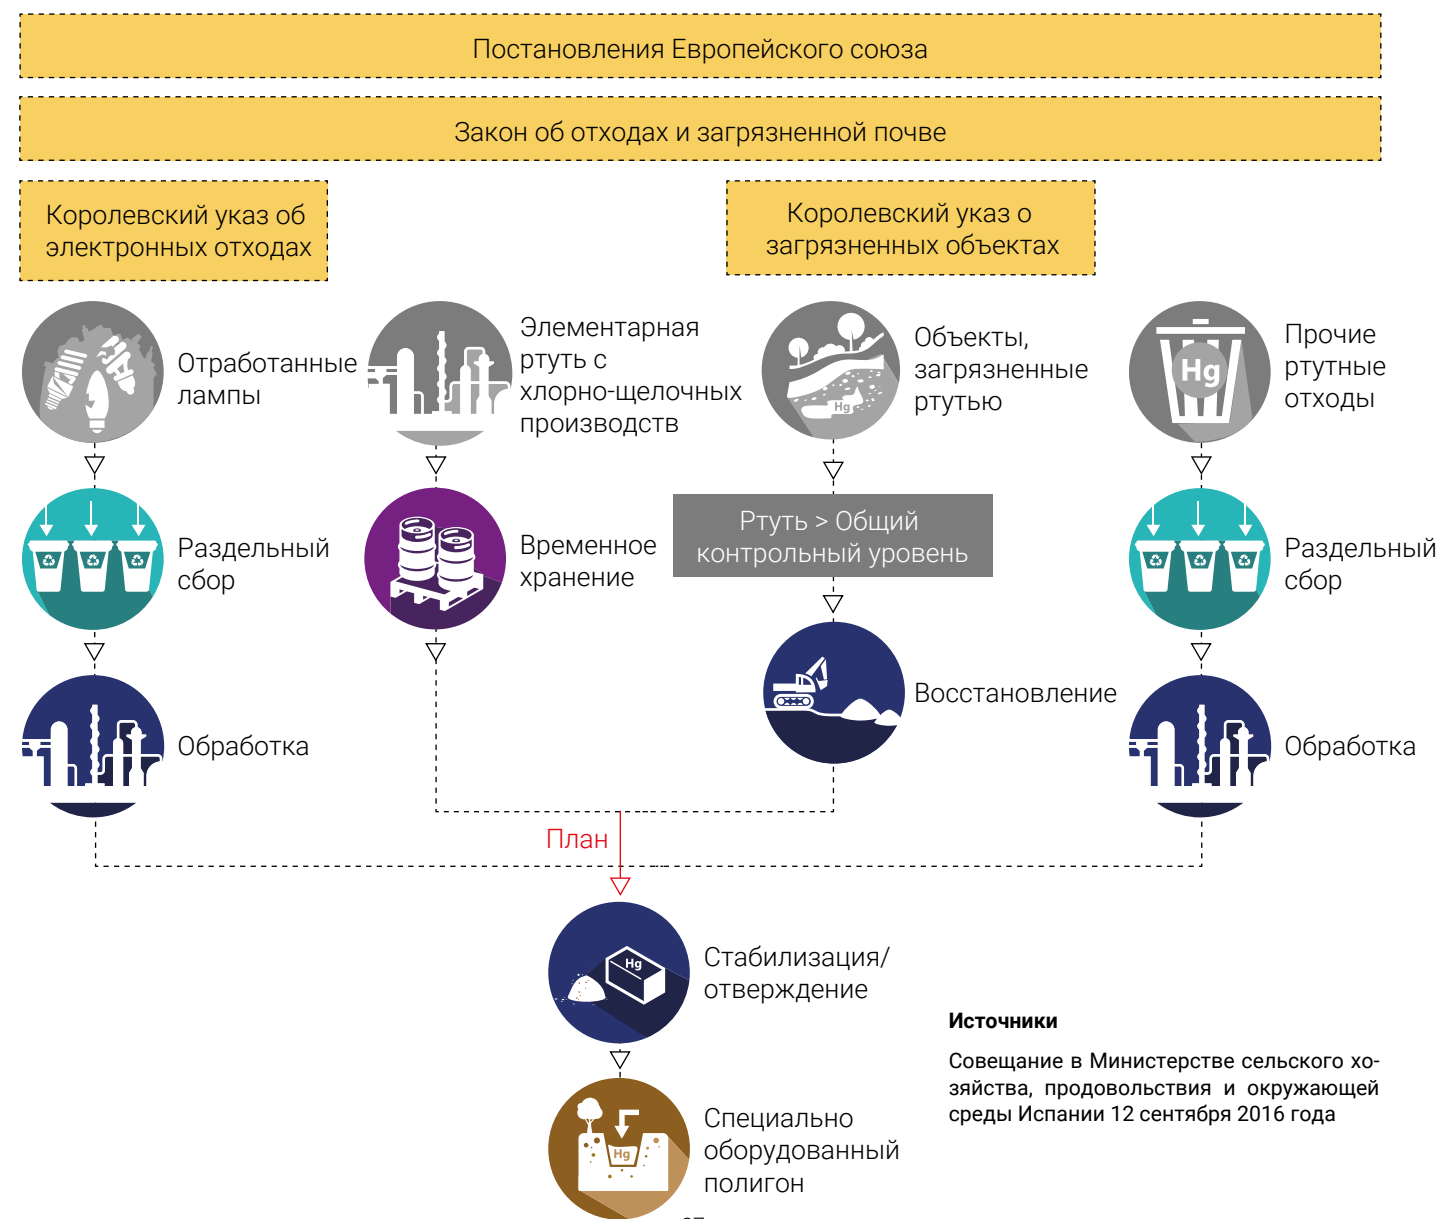 Постановления Европейского союза
Закон об отходах и загрязненной почве
Королевский указ об
электронных отходах
Королевский указ о
загрязненных объектах
Отработанные
лампы
Элементарная
ртуть с
хлорно-щелочных
производств
Объекты,
загрязненные
ртутью
Hg
Прочие
ртутные
отходы
Hg
Раздельный
сбор
Временное
хранение
Ртуть > Общий
контрольный уровень
Раздельный
сбор
Обработка
Восстановление
Обработка
План
Hg
Стабилизация/
отверждение
Hg
Специально
оборудованный
полигон
Источники
Совещание в Министерстве сельского хо-
зяйства, продовольствия и окружающей
среды Испании 12 сентября 2016 года